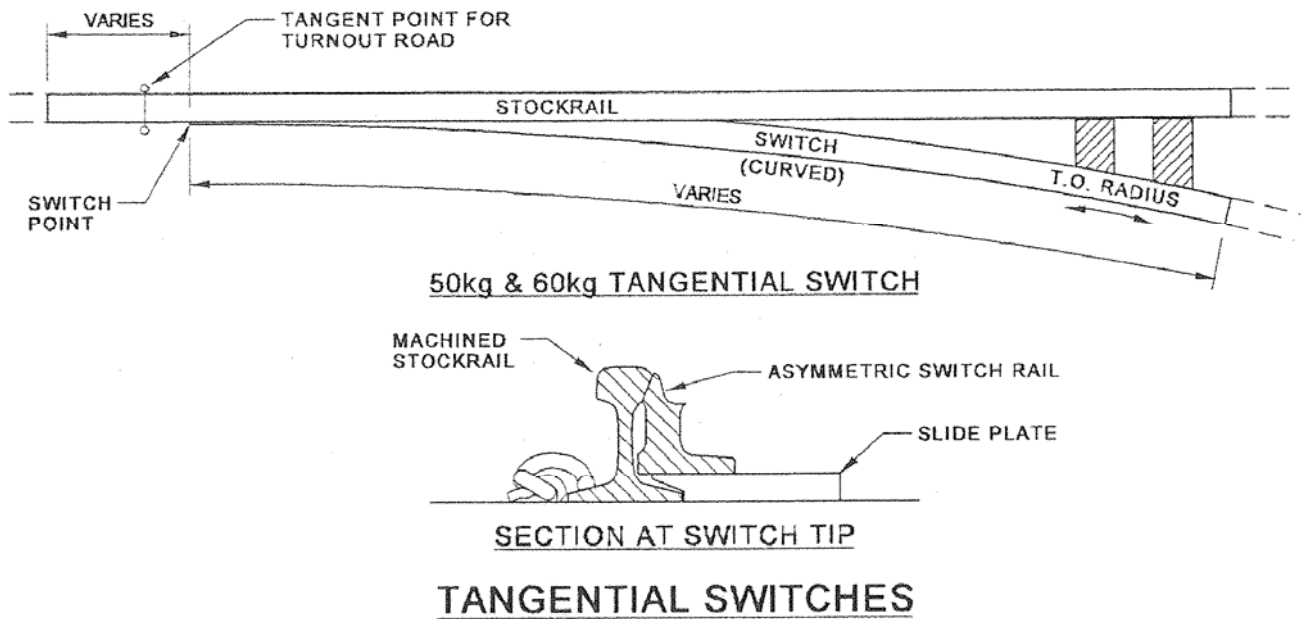 VARIES
TANGENT POINT FOR
TURNOUT ROAD
STOCKRAIL
SWITCH
(CURVED)
T.O. RADIUS
VARIES
SWITCH
POINT
50kg & 60kg TANGENTIAL SWITCH
MACHINED
STOCKRAIL
ASYMMETRIC SWITCH RAIL
SLIDE PLATE
SECTION AT SWITCH TIP
TANGENTIAL SWITCHES